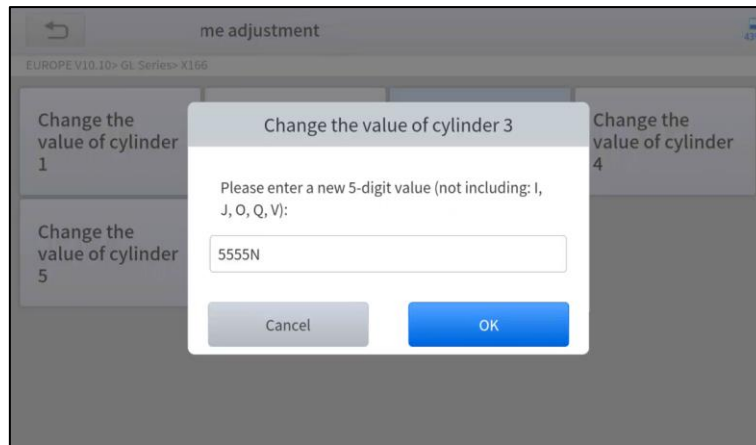 me adjustment
EUROPE V10.10> GL Series> X166
Change the
value of cylinder
1
Change the
value of cylinder
4
Change the
value of cylinder
5
Change the value of cylinder 3
Please enter a new 5-digit value (not including: I,
J, O, Q, V):
5555N
Cancel
OK